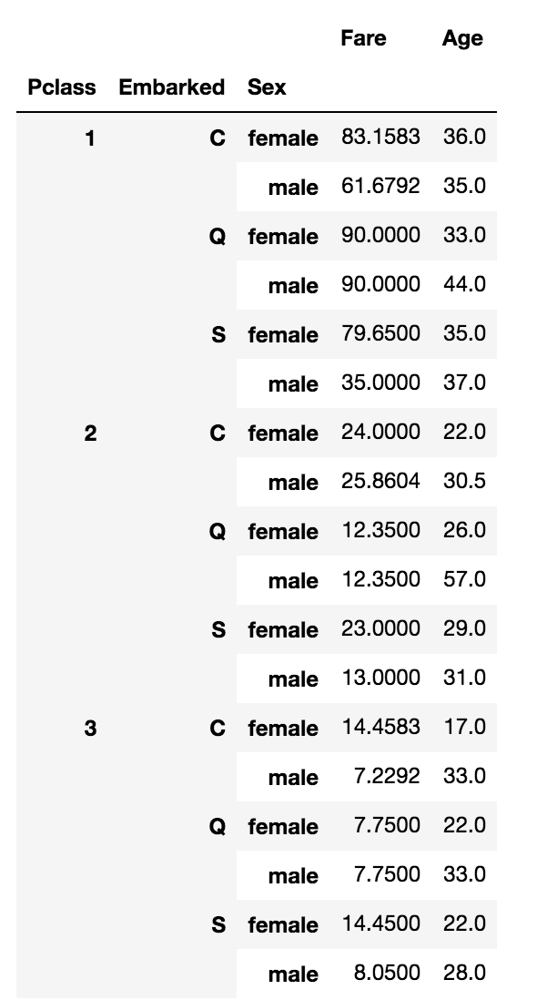 Fare Age
Pclass Embarked Sex
1 C female 83.1583 36.0
male 61.6792 35.0
Q female 90.0000 33.0
male 90.0000 44.0
S female 79.6500 35.0
male 35.0000 37.0
2 C female 24.0000 22.0
male 25.8604 30.5
Q female 12.3500 26.0
male 12.3500 57.0
S female 23.0000 29.0
male 13.0000 31.0
3 C female 14.4583 17.0
male 7.2292 33.0
Q female 7.7500 22.0
male 7.7500 33.0
S female 14.4500 22.0
male 8.0500 28.0